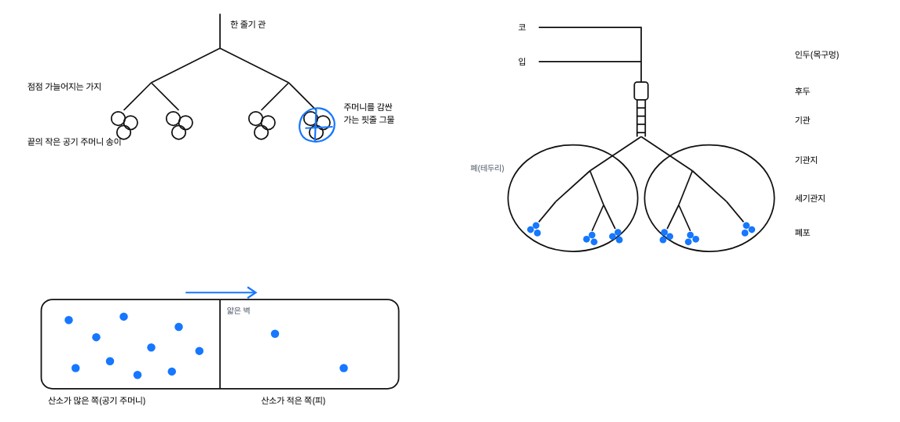 한 줄기 관
점점 가늘어지는 가지
주머니를 감싼
가는 핏줄 그물
끝의 작은 공기 주머니 송이
얇은 벽
산소가 많은 쪽(공기 주머니)
산소가 적은 쪽(피)
코
입
인두(목구멍)
후두
기관
기관지
폐(테두리)
세기관지
폐포